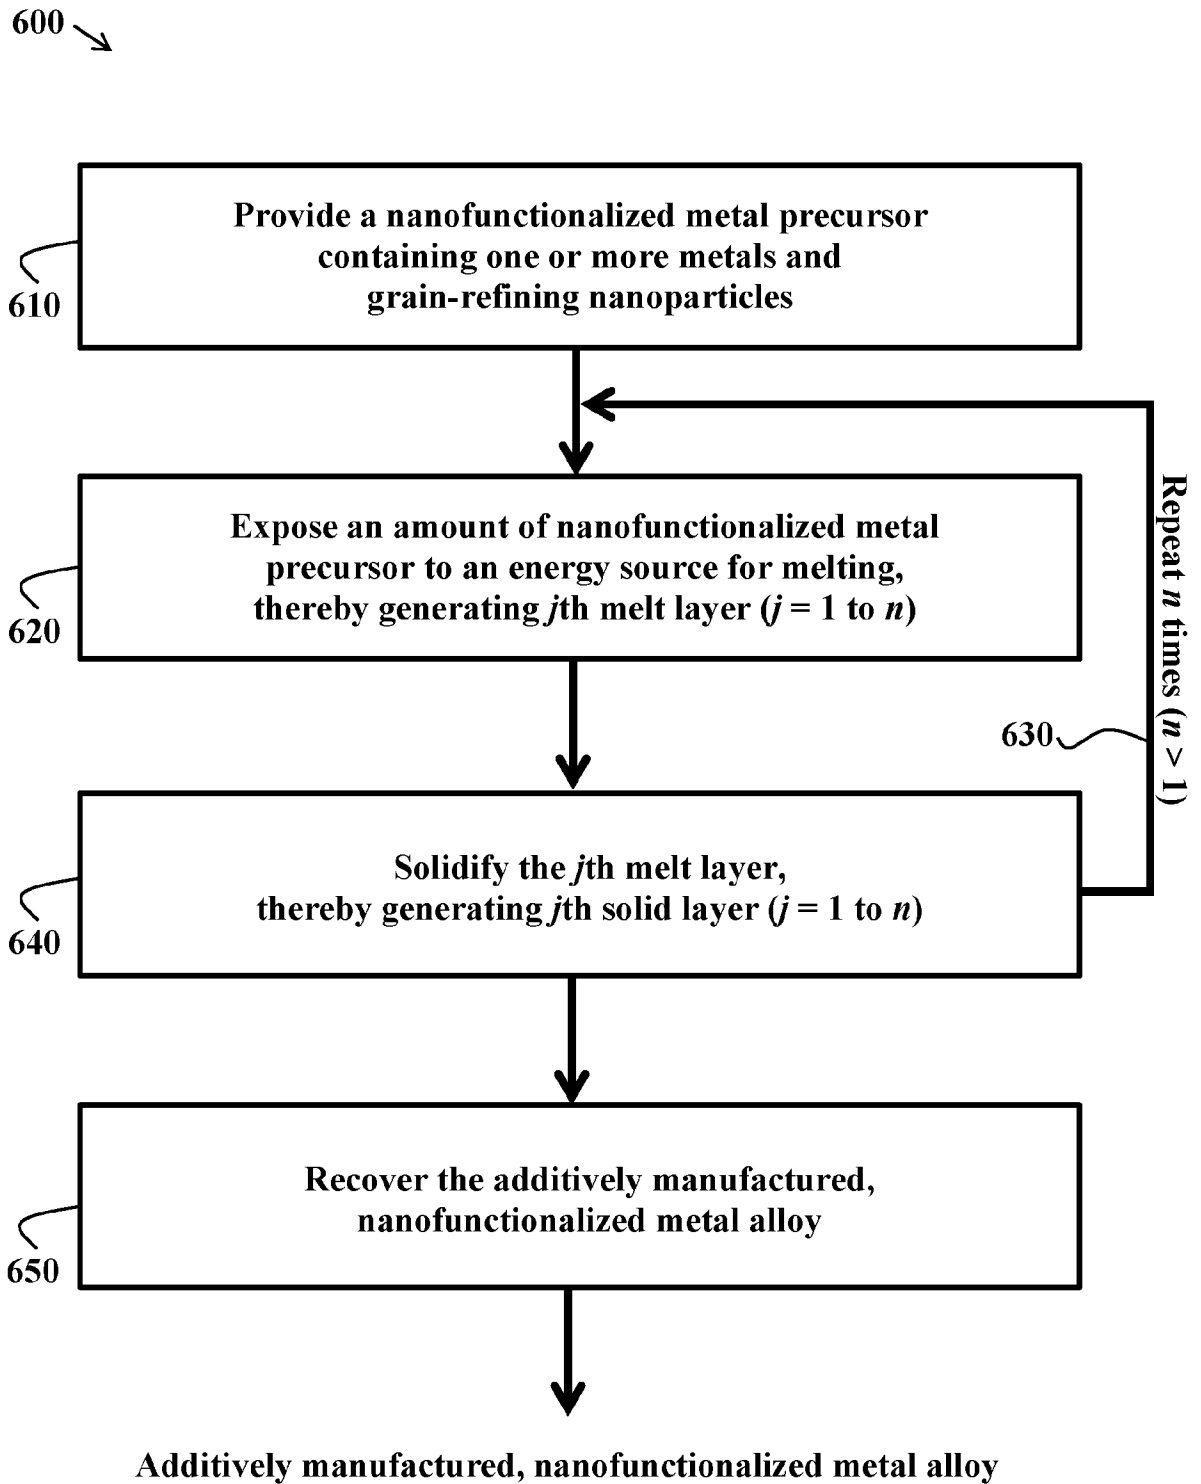 600
Provide a nanofunctionalized metal precursor
containing one or more metals and
grain-refining nanoparticles
610
Expose an amount of nanofunctionalized metal
precursor to an energy source for melting,
thereby generating jth melt layer (j = 1 to n)
620
Repeat n times (n > 1)
630
Solidify the jth melt layer,
thereby generating jth solid layer (j = 1 to n)
640
Recover the additively manufactured,
nanofunctionalized metal alloy
650
Additively manufactured, nanofunctionalized metal alloy